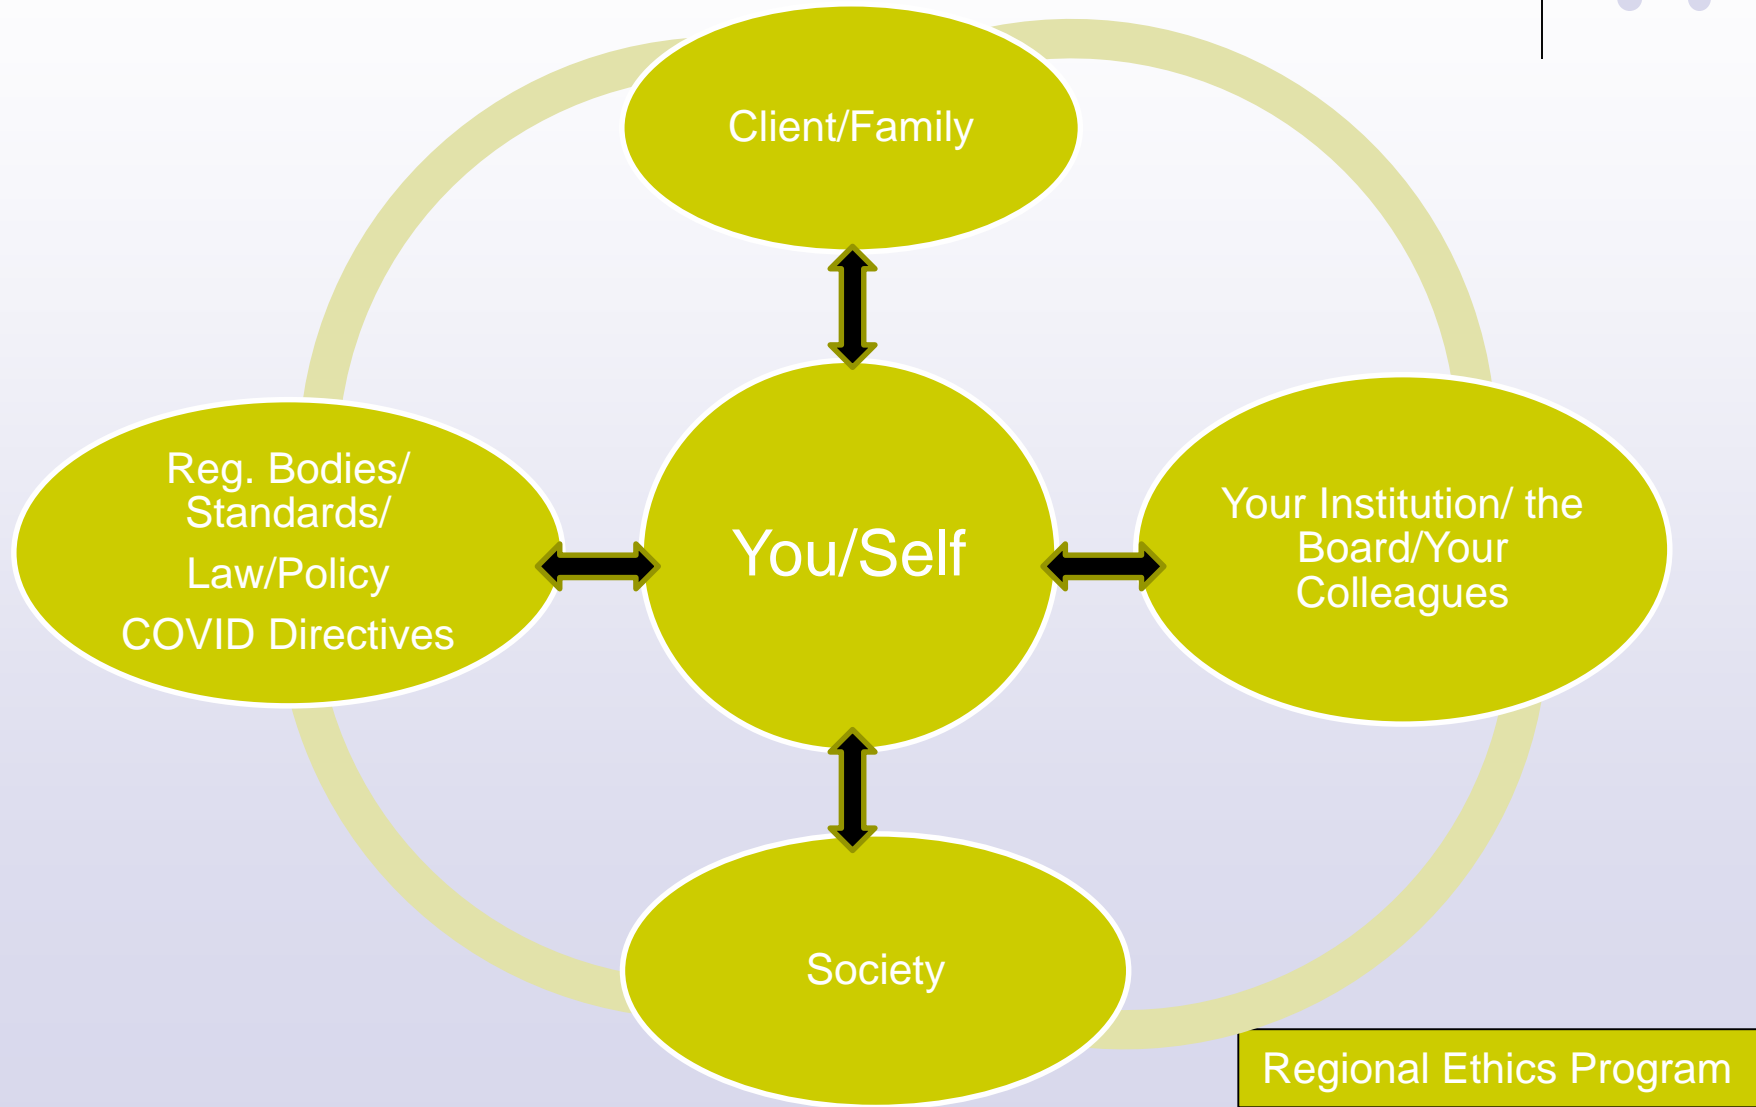 Client/Family
Reg. Bodies/
Standards/
Law/Policy
COVID Directives
You/Self
Your Institution/ the
Board/Your
Colleagues
Society
Regional Ethics Program